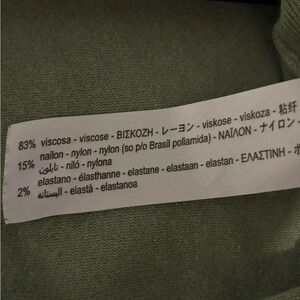 83% viscosa - viscose - ΒΙΣΚΟΖΗ - レーヨン - viskose - viskoza - 粘纤
15% nailon - nylon - nylon (so p/o Brasil poliamida) - ΝΑΪΛΟΝ - ナイロン -
نايلون - niló - nylona
2% elastano - élasthanne - elastane - elastaan - elastan - ΕΛΑΣΤΙΝΗ -
اليستانه - elastà - elastanoa